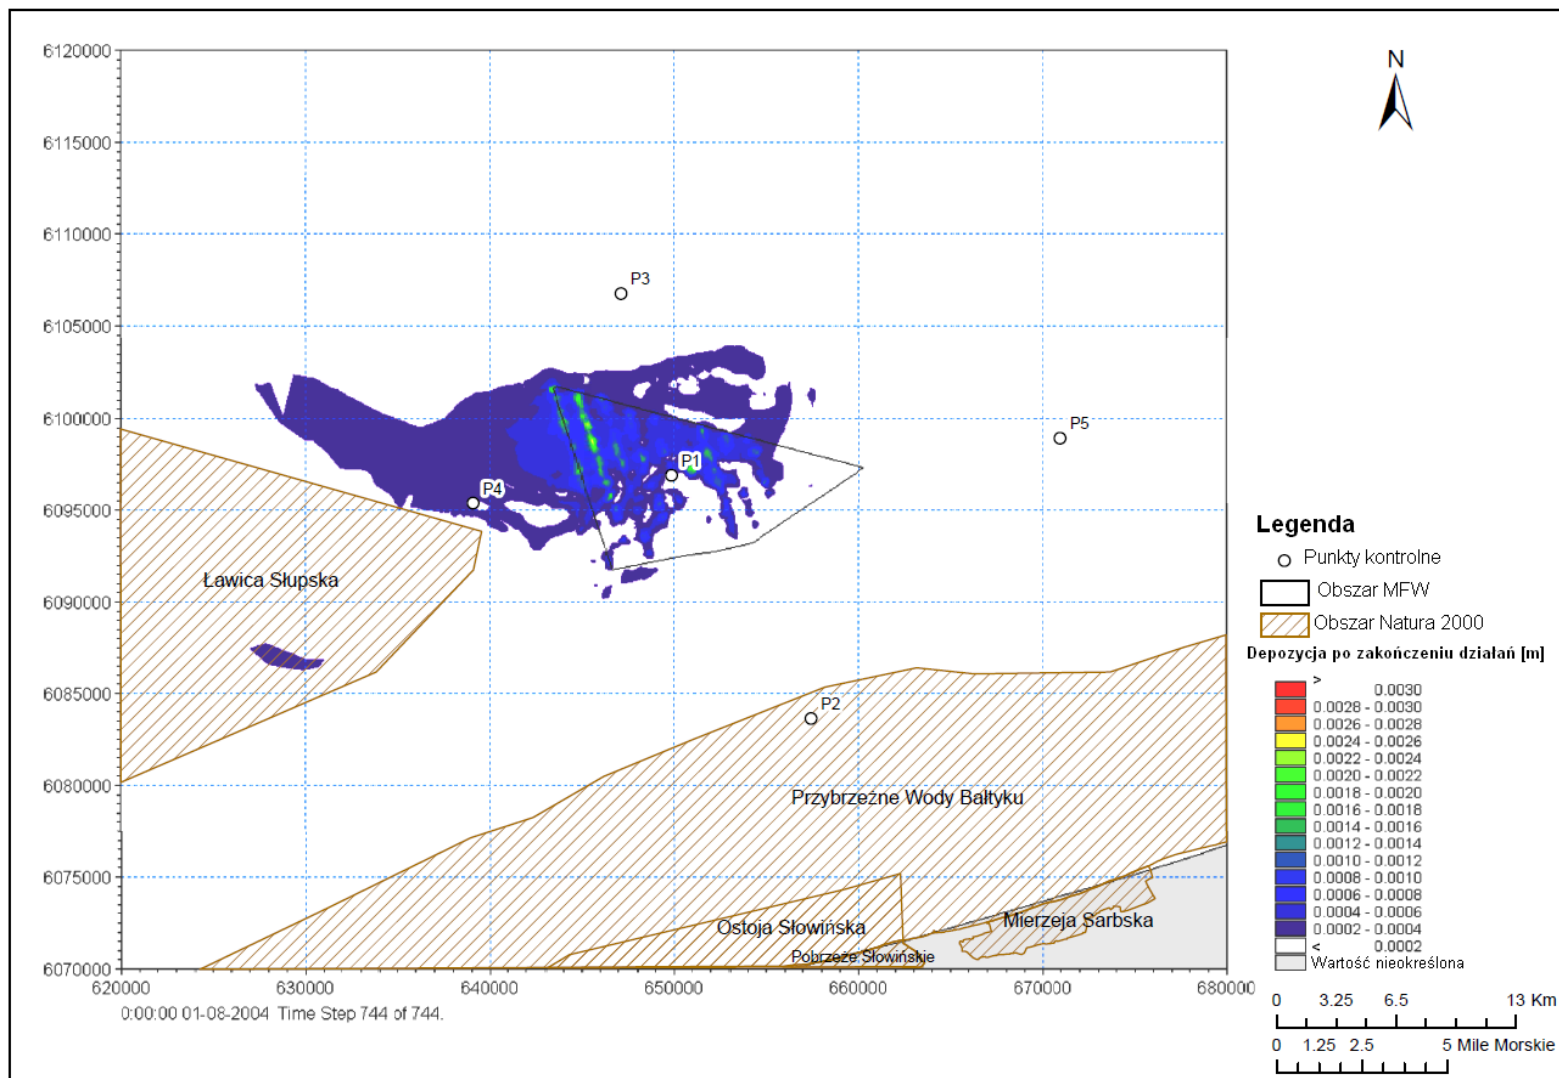 N
6120000
6115000
6110000
6105000
6100000
6095000
6090000
6085000
6080000
6075000
6070000
620000
630000
640000
650000
660000
670000
680000
P3
P5
P1
P4
P2
Ławica Słupska
Przybrzeżne Wody Bałtyku
Ostoja Słowińska
Mierzeja Sarbska
Pobrzeże Słowińskie
0:00:00 01-08-2004 Time Step 744 of 744.
Legenda
Punkty kontrolne
Obszar MFW
Obszar Natura 2000
Depozycja po zakończeniu działań [m]
> 0.0030
0.0028 - 0.0030
0.0026 - 0.0028
0.0024 - 0.0026
0.0022 - 0.0024
0.0020 - 0.0022
0.0018 - 0.0020
0.0016 - 0.0018
0.0014 - 0.0016
0.0012 - 0.0014
0.0010 - 0.0012
0.0008 - 0.0010
0.0006 - 0.0008
0.0004 - 0.0006
0.0002 - 0.0004
< 0.0002
Wartość nieokreślona
0 3.25 6.5 13 Km
0 1.25 2.5 5 Mile Morskie